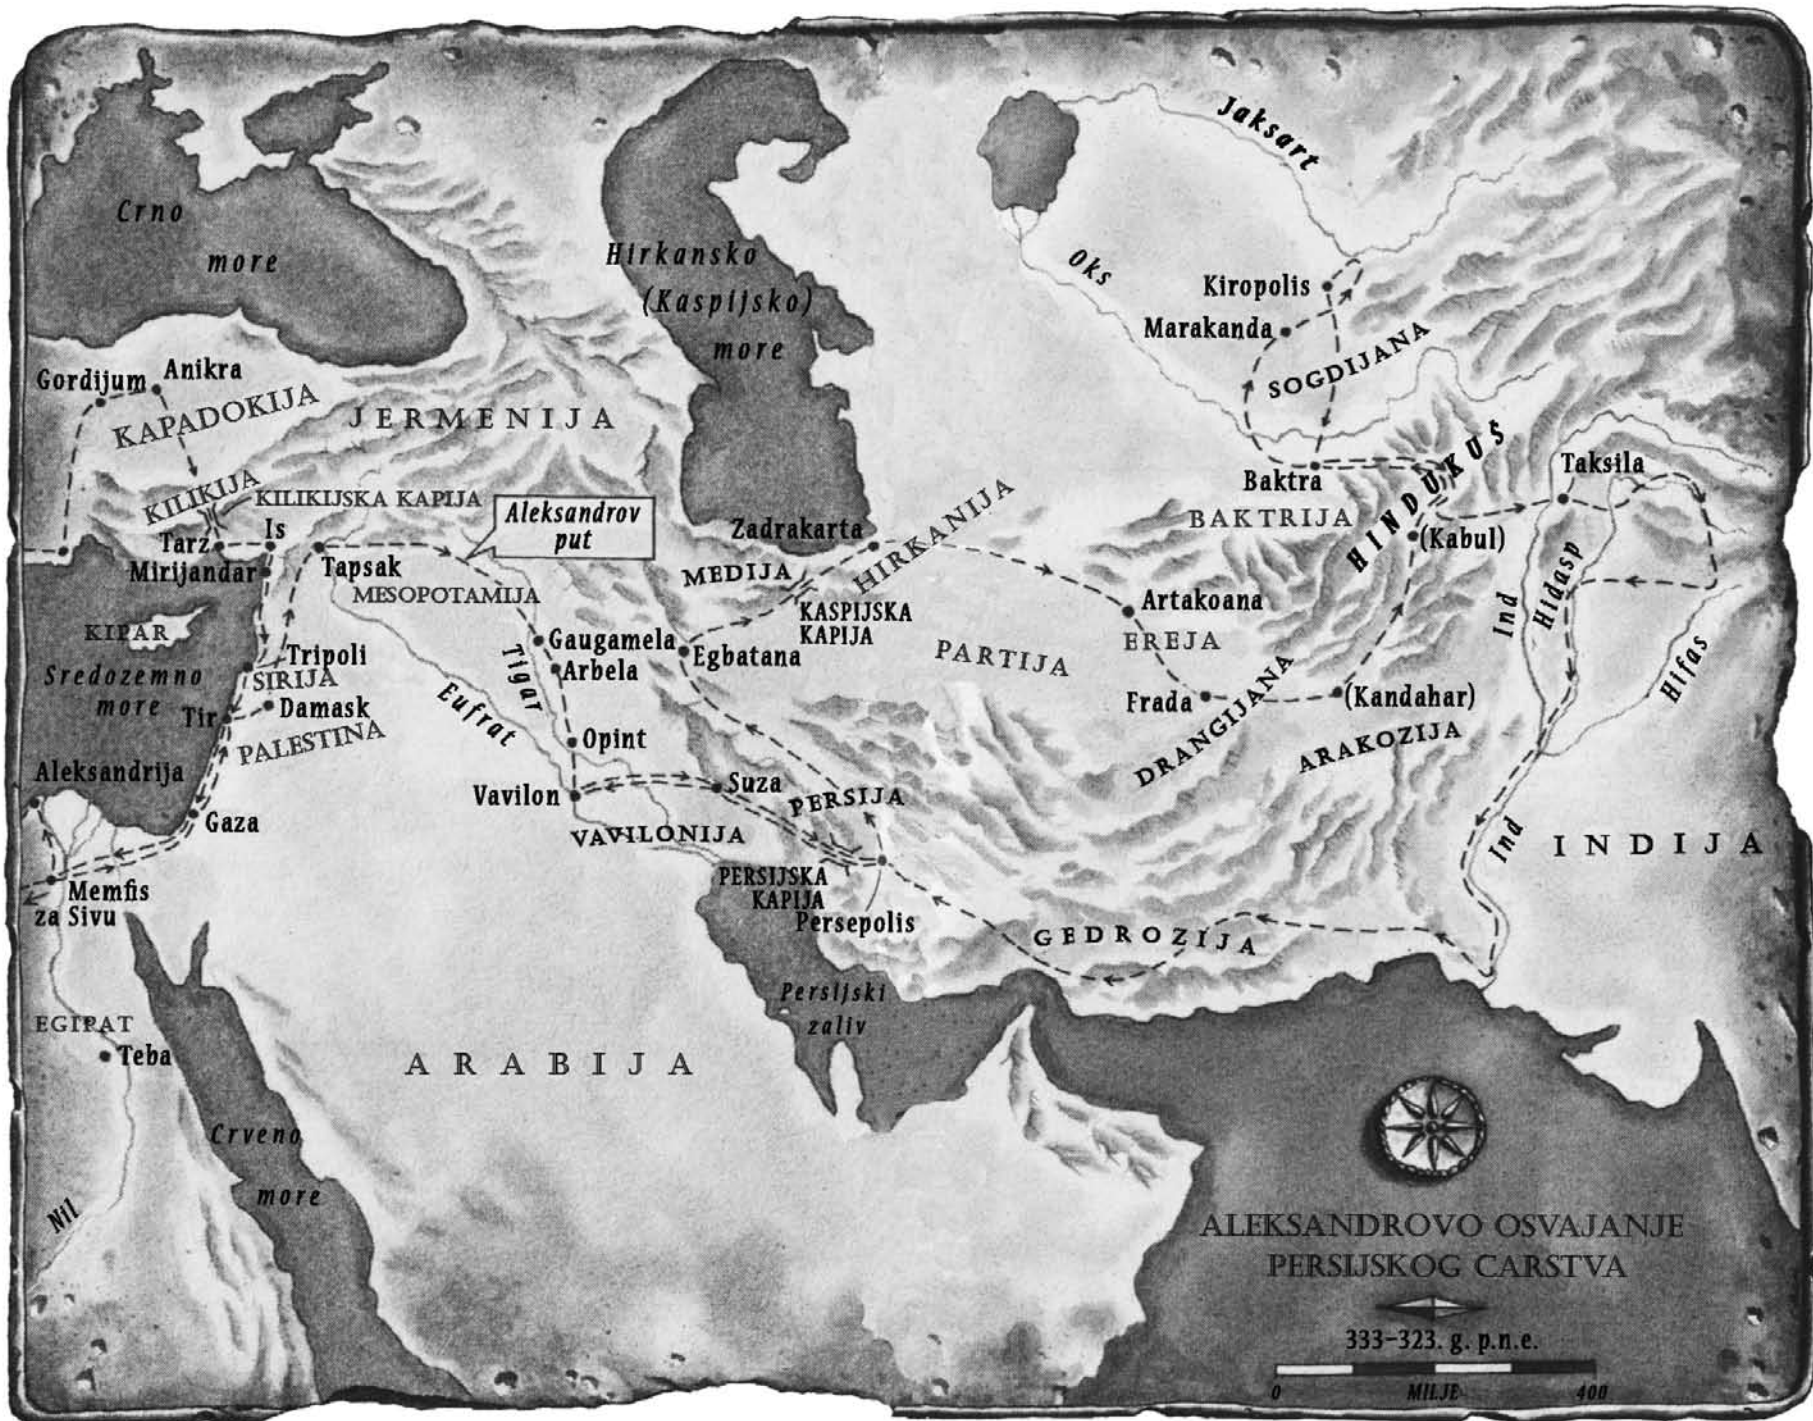 Jaksart
Crno
more
Hirkansko
(Kaspijsko)
more
Oks
Kiropolis
Marakanda
SOGDIJANA
Gordijum
Anikra
KAPADOKIJA
JERMENIJA
HINDUKUŠ
Baktra
Taksila
KILIKIJA
KILIKIJSKA KAPIJA
Aleksandrov
put
Zadrakarta
HIRKANIJA
BAKTRIJA
(Kabul)
Is
Tarz
Mirijandar
Tapsak
MESOPOTAMIJA
MEDIJA
KASPIJSKA
KAPIJA
Artakoana
EREJA
Ind
Hidasp
Hifas
KIPAR
Sredozemno
more
Tripoli
SIRIJA
Tir
Damask
PALESTINA
Gaugamela
Arbela
Tigar
Eufrat
Egbatana
PARTIJA
Frada
DRANGIJANA
(Kandahar)
ARAKOZIJA
Opint
Aleksandrija
Gaza
Vavilon
VAVILONIJA
Suza
PERSIJA
Ind
INDIJA
Memfis
za Sivu
PERSIJSKA
KAPIJA
Persepolis
GEDROZIJA
Persijski
zaliv
EGIPAT
Teba
ARABIJA
Crveno
more
Nil
ALEKSANDROVO OSVAJANJE
PERSIJSKOG CARSTVA
333–323. g. p.n.e.
0 MILJE 400